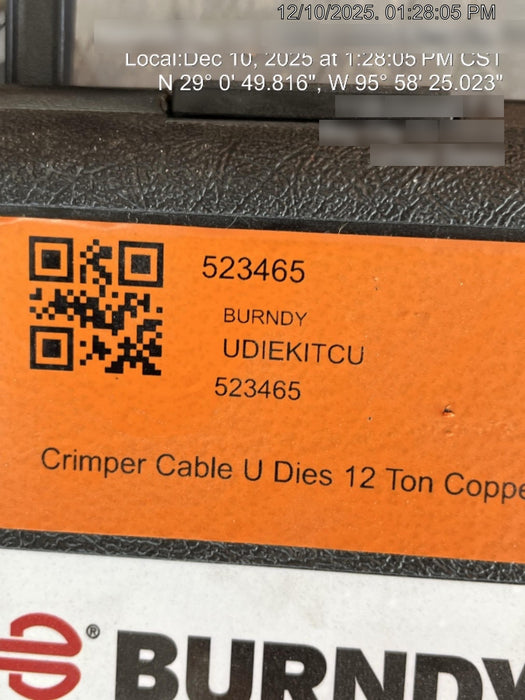 12/10/2025. 01:28:05 PM
Local:Dec 10, 2025 at 1:28:05 PM CST
N 29° 0' 49.816", W 95° 58' 25.023"
523465
BURNDY
UDIEKITCU
523465
Crimper Cable U Dies 12 Ton Coppe
® BURNDY